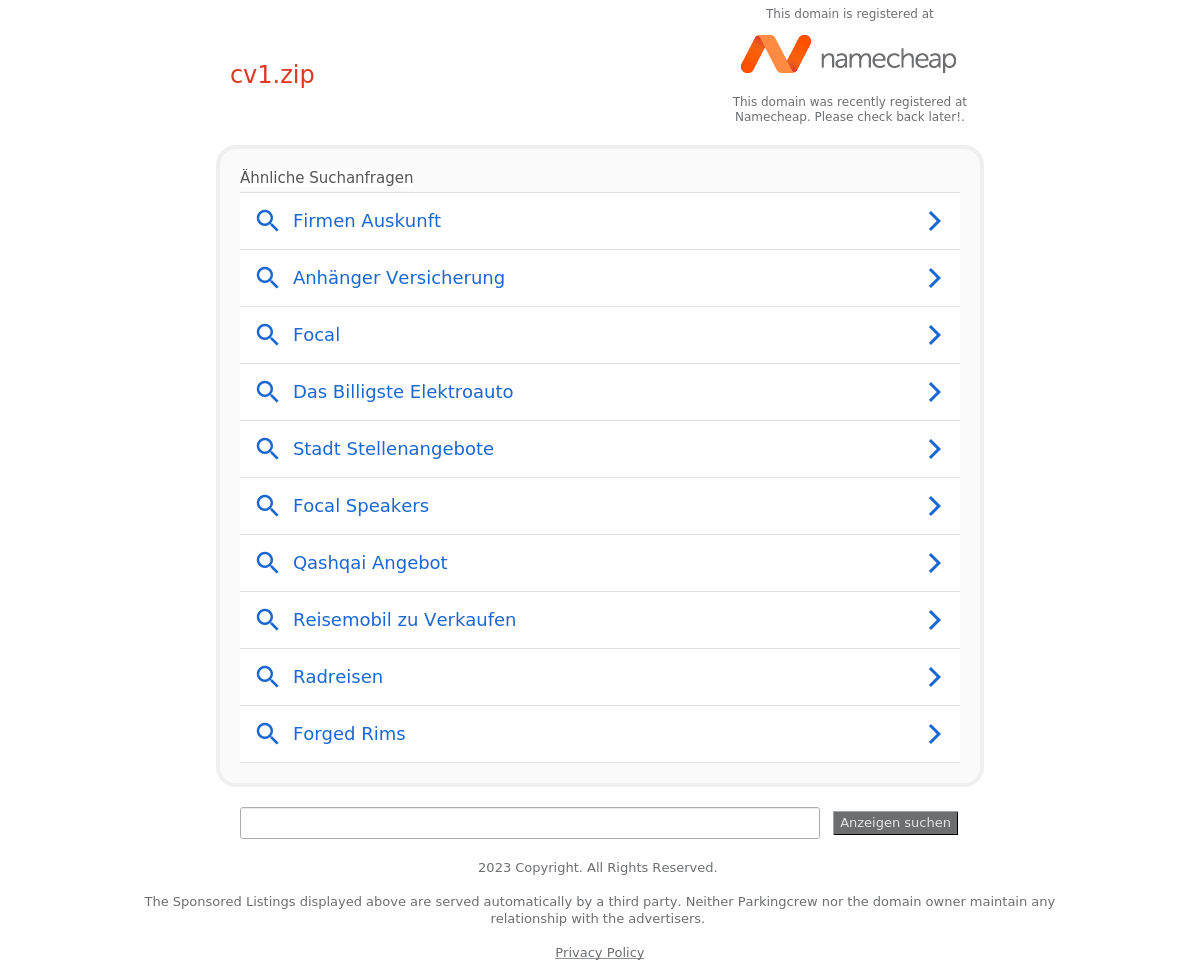 This domain is registered at
namecheap
cv1.zip
This domain was recently registered at
Namecheap. Please check back later!.
Ähnliche Suchanfragen
Firmen Auskunft
Anhänger Versicherung
Focal
Das Billigste Elektroauto
Stadt Stellenangebote
Focal Speakers
Qashqai Angebot
Reisemobil zu Verkaufen
Radreisen
Forged Rims
Anzeigen suchen
2023 Copyright. All Rights Reserved.
The Sponsored Listings displayed above are served automatically by a third party. Neither Parkingcrew nor the domain owner maintain any
relationship with the advertisers.
Privacy Policy